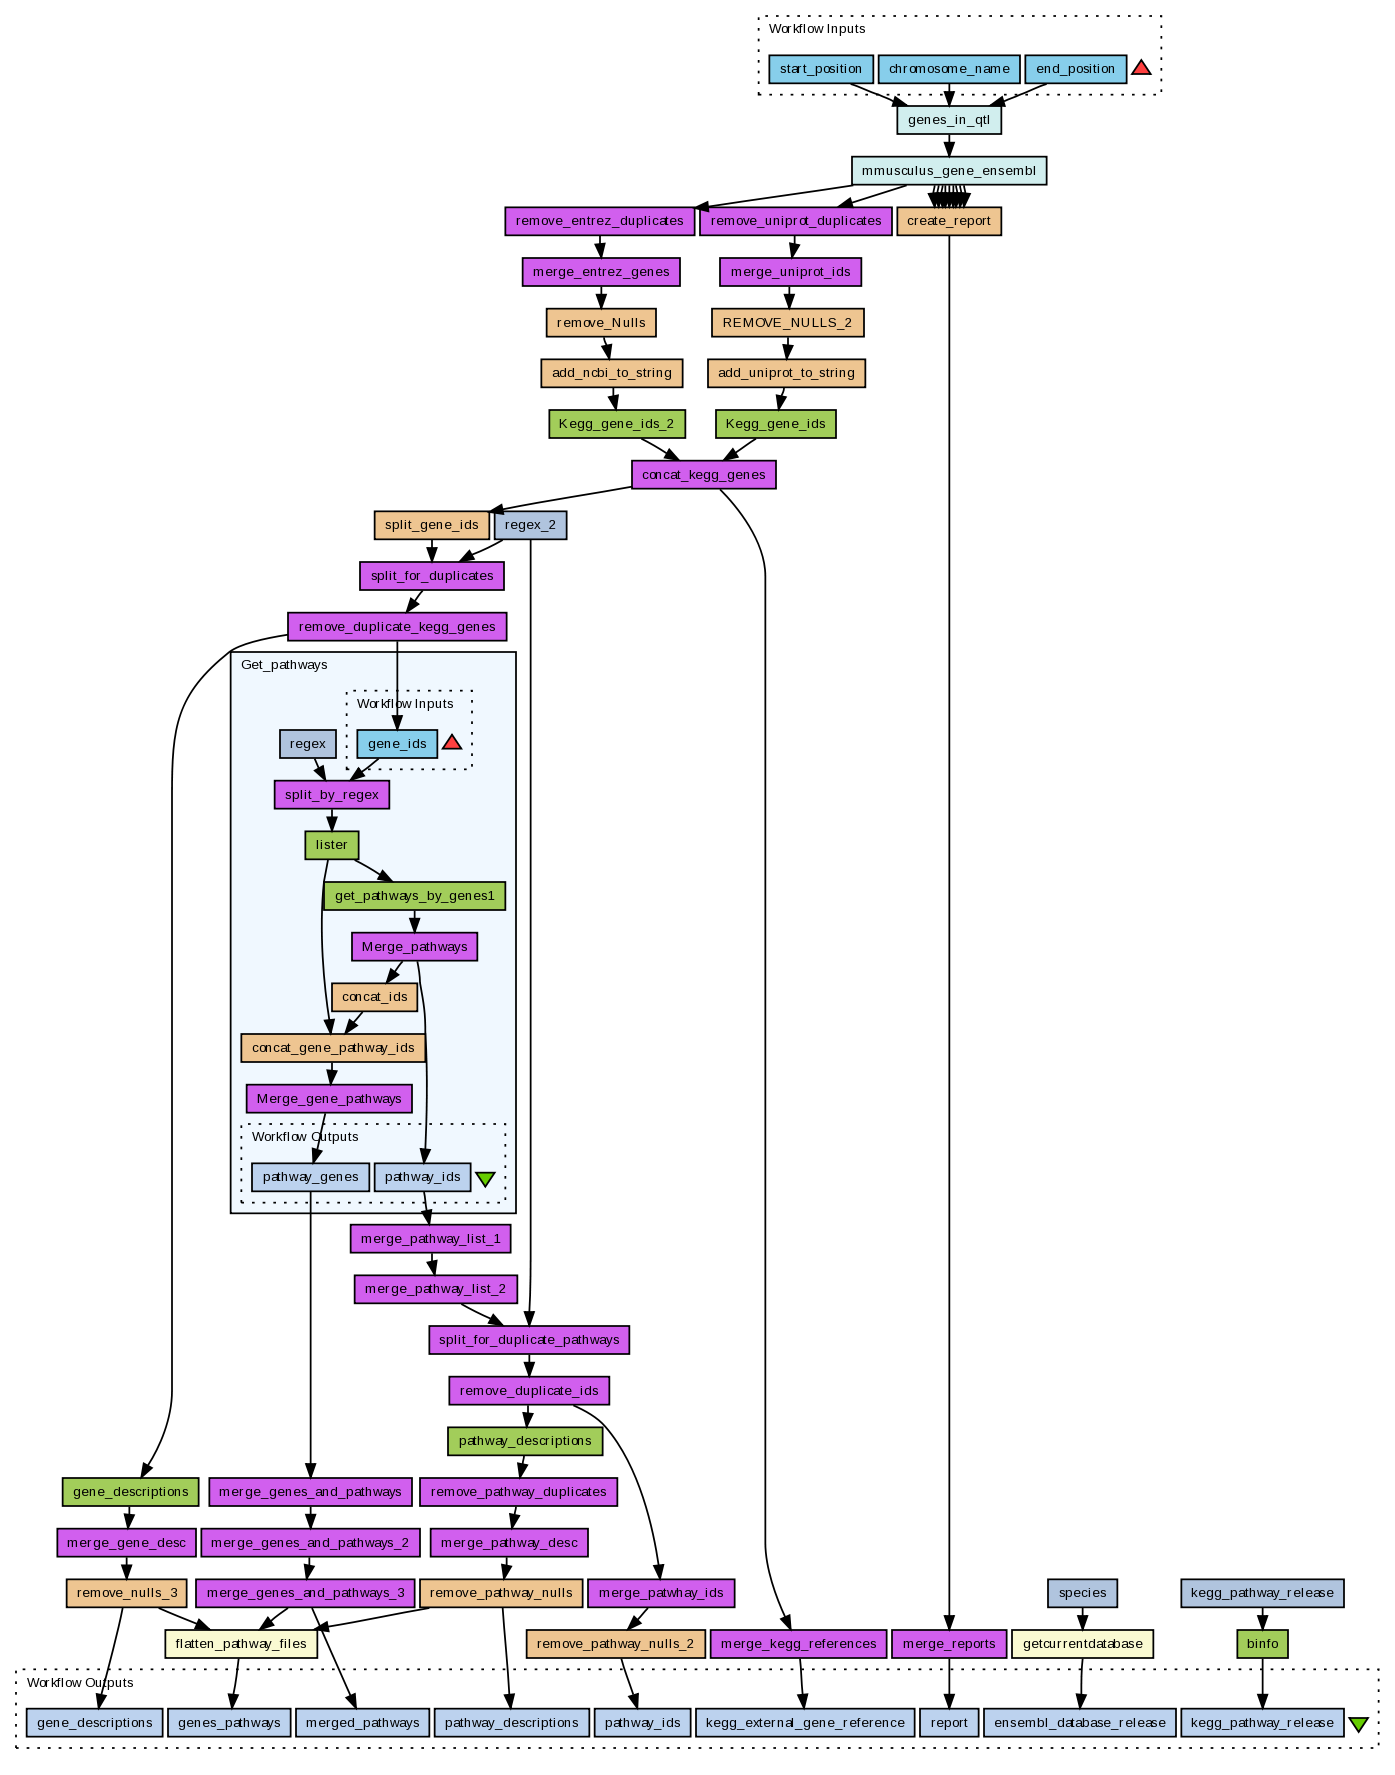 Workflow Inputs
start_position
chromosome_name
end_position
genes_in_qtl
mmusculus_gene_ensembl
remove_entrez_duplicates
remove_uniprot_duplicates
create_report
merge_entrez_genes
merge_uniprot_ids
remove_Nulls
REMOVE_NULLS_2
add_ncbi_to_string
add_uniprot_to_string
Kegg_gene_ids_2
Kegg_gene_ids
concat_kegg_genes
split_gene_ids
regex_2
split_for_duplicates
remove_duplicate_kegg_genes
Get_pathways
Workflow Inputs
regex
gene_ids
split_by_regex
lister
get_pathways_by_genes1
Merge_pathways
concat_ids
concat_gene_pathway_ids
Merge_gene_pathways
Workflow Outputs
pathway_genes
pathway_ids
merge_pathway_list_1
merge_pathway_list_2
split_for_duplicate_pathways
remove_duplicate_ids
pathway_descriptions
gene_descriptions
merge_genes_and_pathways
remove_pathway_duplicates
merge_gene_desc
merge_genes_and_pathways_2
merge_pathway_desc
remove_nulls_3
merge_genes_and_pathways_3
remove_pathway_nulls
merge_patwhay_ids
species
kegg_pathway_release
flatten_pathway_files
remove_pathway_nulls_2
merge_kegg_references
merge_reports
getcurrentdatabase
binfo
Workflow Outputs
gene_descriptions
genes_pathways
merged_pathways
pathway_descriptions
pathway_ids
kegg_external_gene_reference
report
ensembl_database_release
kegg_pathway_release